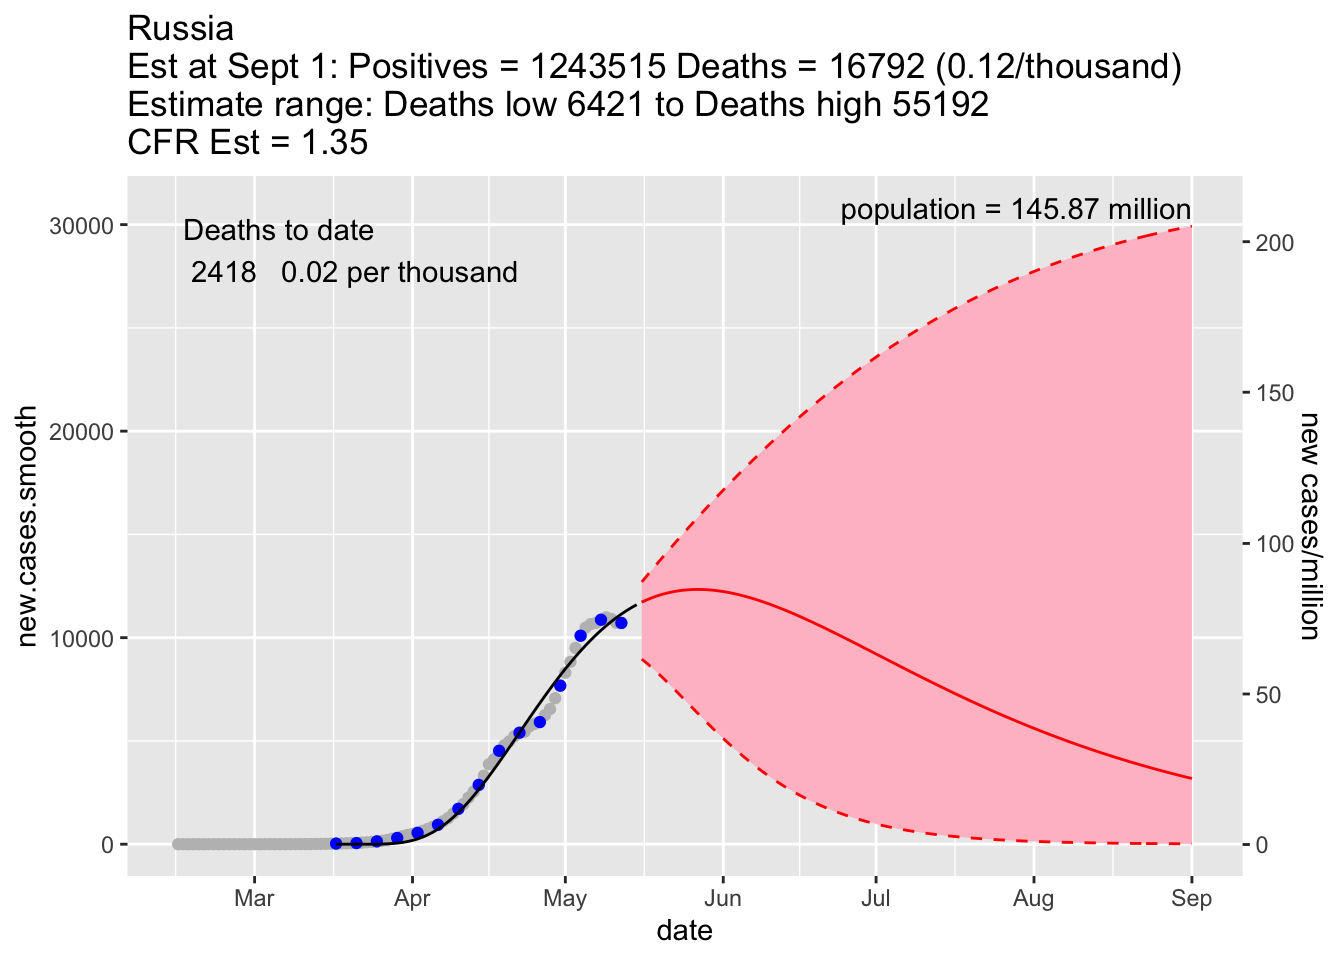 Russia
Est at Sept 1: Positives = 1243515 Deaths = 16792 (0.12/thousand)
Estimate range: Deaths low 6421 to Deaths high 55192
CFR Est = 1.35
population = 145.87 million
Deaths to date
2418 0.02 per thousand
30000
20000
10000
0
new.cases.smooth
200
150
100
50
0
new cases/million
Mar Apr May Jun Jul Aug Sep
date